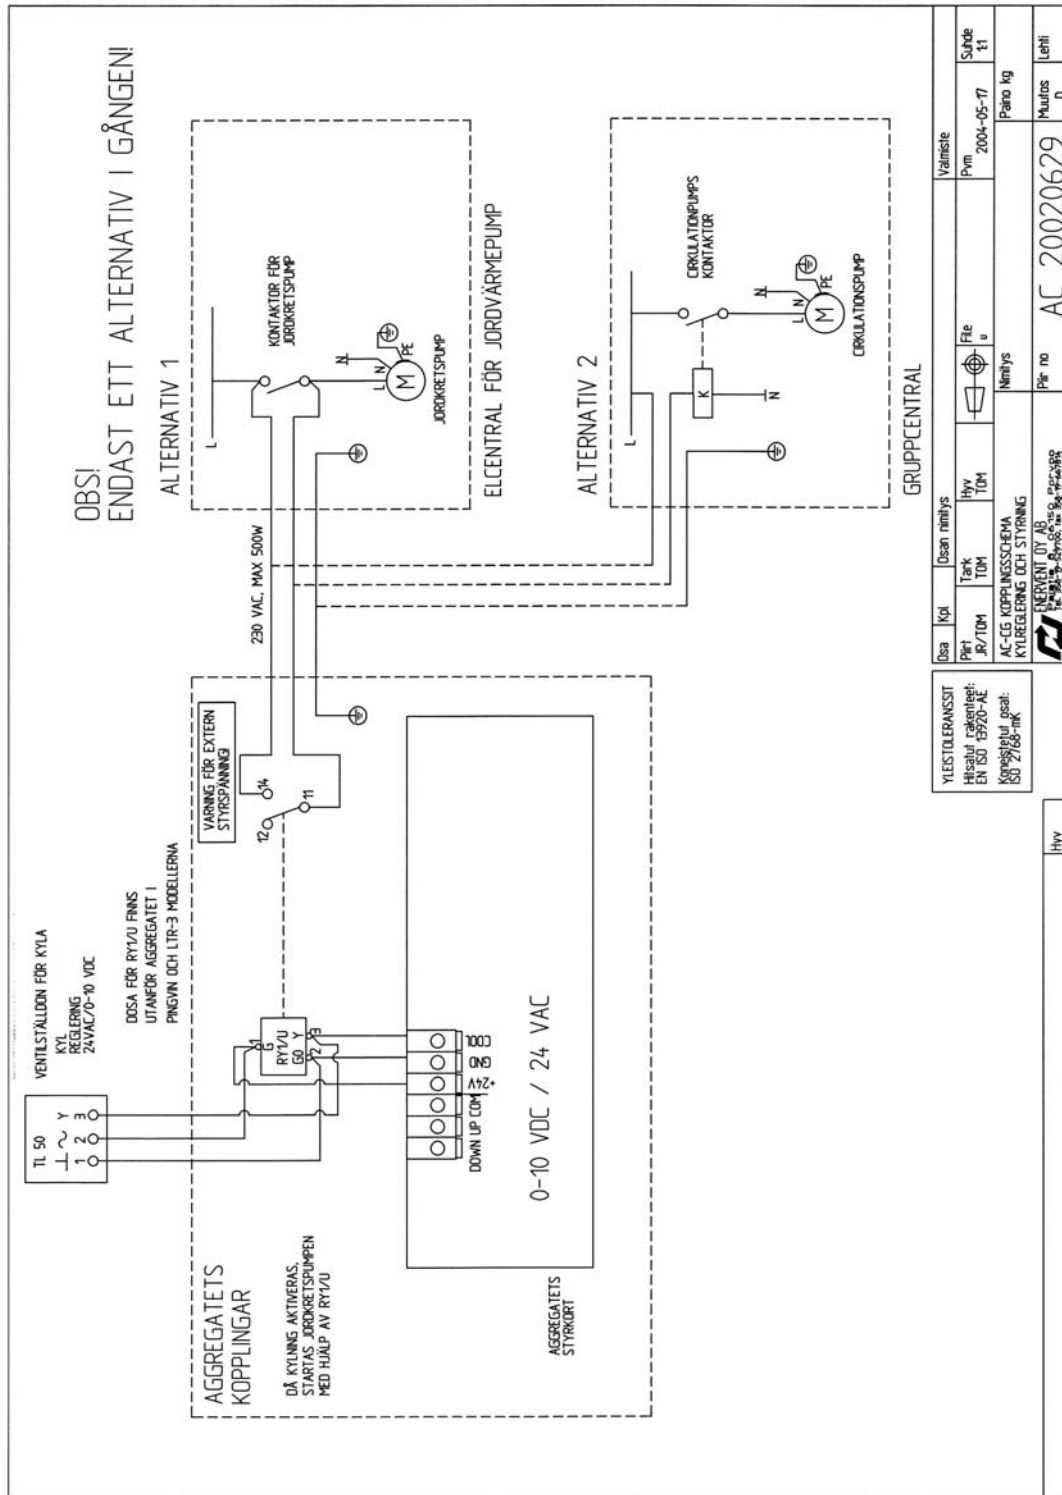 OBS!
ENDAST ETT ALTERNATIV I GÅNGEN!
VENTILSTÄLLDON FÖR KYLA
KYL
REGLERING
24VAC/0-10 VDC
TL 50
Y
1 2 3
DOSA FÖR RY1/U FINNS
UTANFÖR AGGREGATET I
PINGVIN OCH LTR-3 MODELLERNA
AGGREGATETS
KOPPLINGAR
DÅ KYLNING AKTIVERAS,
STARTAS JORDKRETSPUMPEN
MED HJÄLP AV RY1/U
1
G
RY1/U
G0 Y
2 3
VARNING FÖR EXTERN
STYRSPÄNNING!
12
14
11
DOWN UP COM +24V GND COOL
0-10 VDC / 24 VAC
AGGREGATETS
STYRKORT
230 VAC, MAX 500W
ALTERNATIV 1
L
KONTAKTOR FÖR
JORDKRETSPUMP
N
L N
PE
M
JORDKRETSPUMP
ELCENTRAL FÖR JORDVÄRMEPUMP
ALTERNATIV 2
L
CIRKULATIONPUMPS
KONTAKTOR
K
N
N
L N
PE
M
CIRKULATIONSPUMP
GRUPPCENTRAL
YLEISTOLERANSSIT
Hitsatut rakenteet:
EN ISO 13920-AE
Koneistetut osat:
ISO 2768-mK
Osa Kpl Osan nimitys Valmiste
Piirt Tark Hyv File Pvm Suhde
JR/TOM TOM TOM u 2004-05-17 1:1
AC-CG KOPPLINGSSCHEMA
KYLREGLERING OCH STYRNING
Nimitys Paino kg
ENERVENT OY AB
Piir no AC 20020629 Muutos D Lehti
Hyv